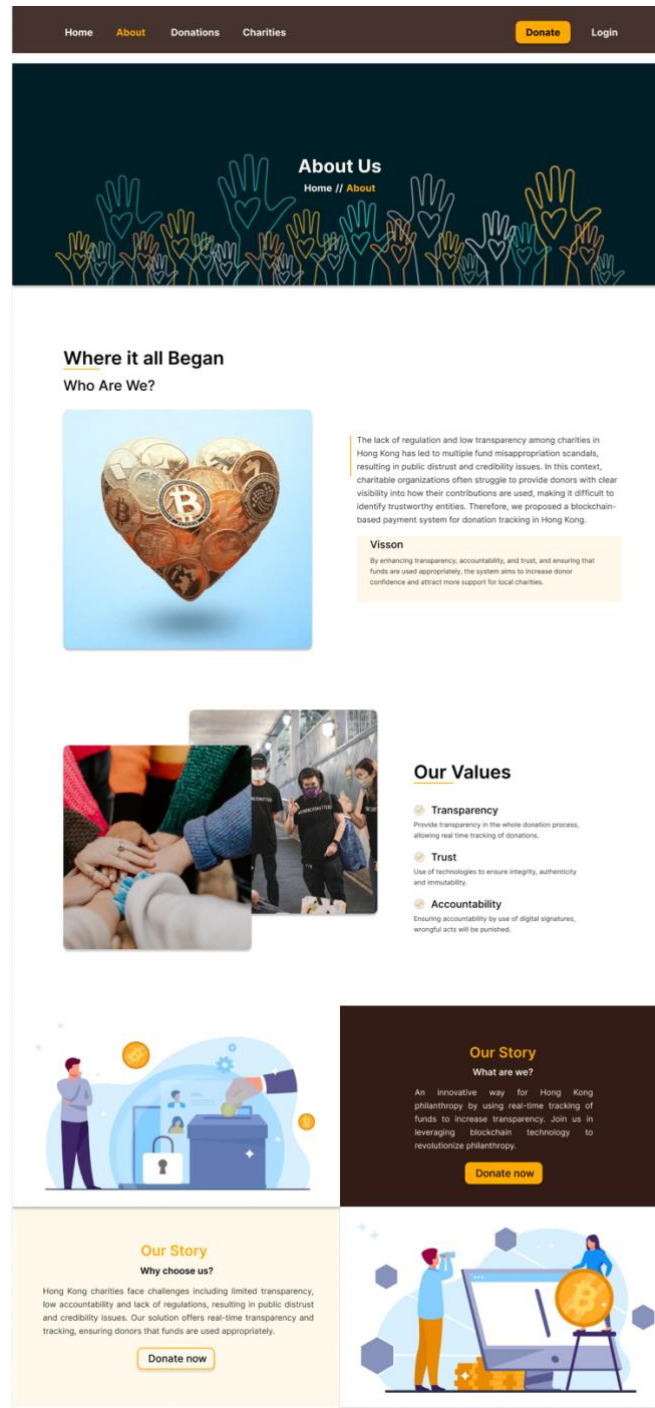 Home About Donations Charities Donate Login
About Us
Home // About
Where it all Began
Who Are We?
The lack of regulation and low transparency among charities in
Hong Kong has led to multiple fund misappropriation scandals,
resulting in public distrust and credibility issues. In this context,
charitable organizations often struggle to provide donors with clear
visibility into how their contributions are used, making it difficult to
identify trustworthy entities. Therefore, we proposed a blockchain-
based payment system for donation tracking in Hong Kong.
Visson
By enhancing transparency, accountability, and trust, and ensuring that
funds are used appropriately, the system aims to increase donor
confidence and attract more support for local charities.
Our Values
Transparency
Provide transparency in the whole donation process,
allowing real time tracking of donations.
Trust
Use of technologies to ensure integrity, authenticity
and immutability.
Accountability
Ensuring accountability by use of digital signatures,
wrongful acts will be punished.
Our Story
What are we?
An innovative way for Hong Kong
philanthropy by using real-time tracking of
funds to increase transparency. Join us in
leveraging blockchain technology to
revolutionize philanthropy.
Donate now
Our Story
Why choose us?
Hong Kong charities face challenges including limited transparency,
low accountability and lack of regulations, resulting in public distrust
and credibility issues. Our solution offers real-time transparency and
tracking, ensuring donors that funds are used appropriately.
Donate now